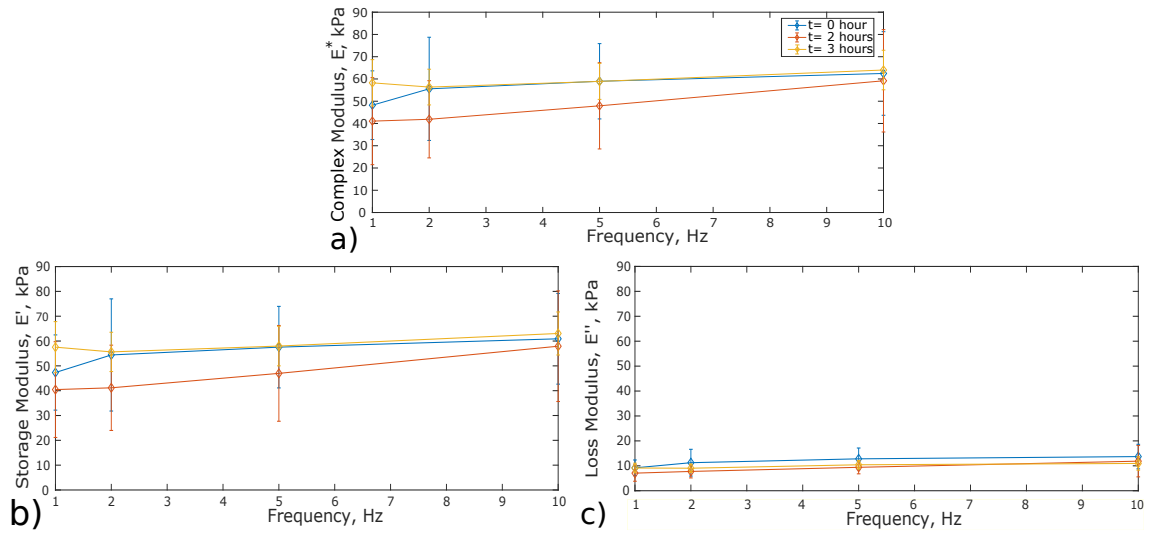 Complex Modulus, E*, kPa
90
80
70
60
50
40
30
20
10
0
t= 0 hour
t= 2 hours
t= 3 hours
1 2 3 4 5 6 7 8 9 10
Frequency, Hz
a)
Storage Modulus, E', kPa
90
80
70
60
50
40
30
20
10
0
1 2 3 4 5 6 7 8 9 10
Frequency, Hz
b)
Loss Modulus, E'', kPa
90
80
70
60
50
40
30
20
10
0
1 2 3 4 5 6 7 8 9 10
Frequency, Hz
c)